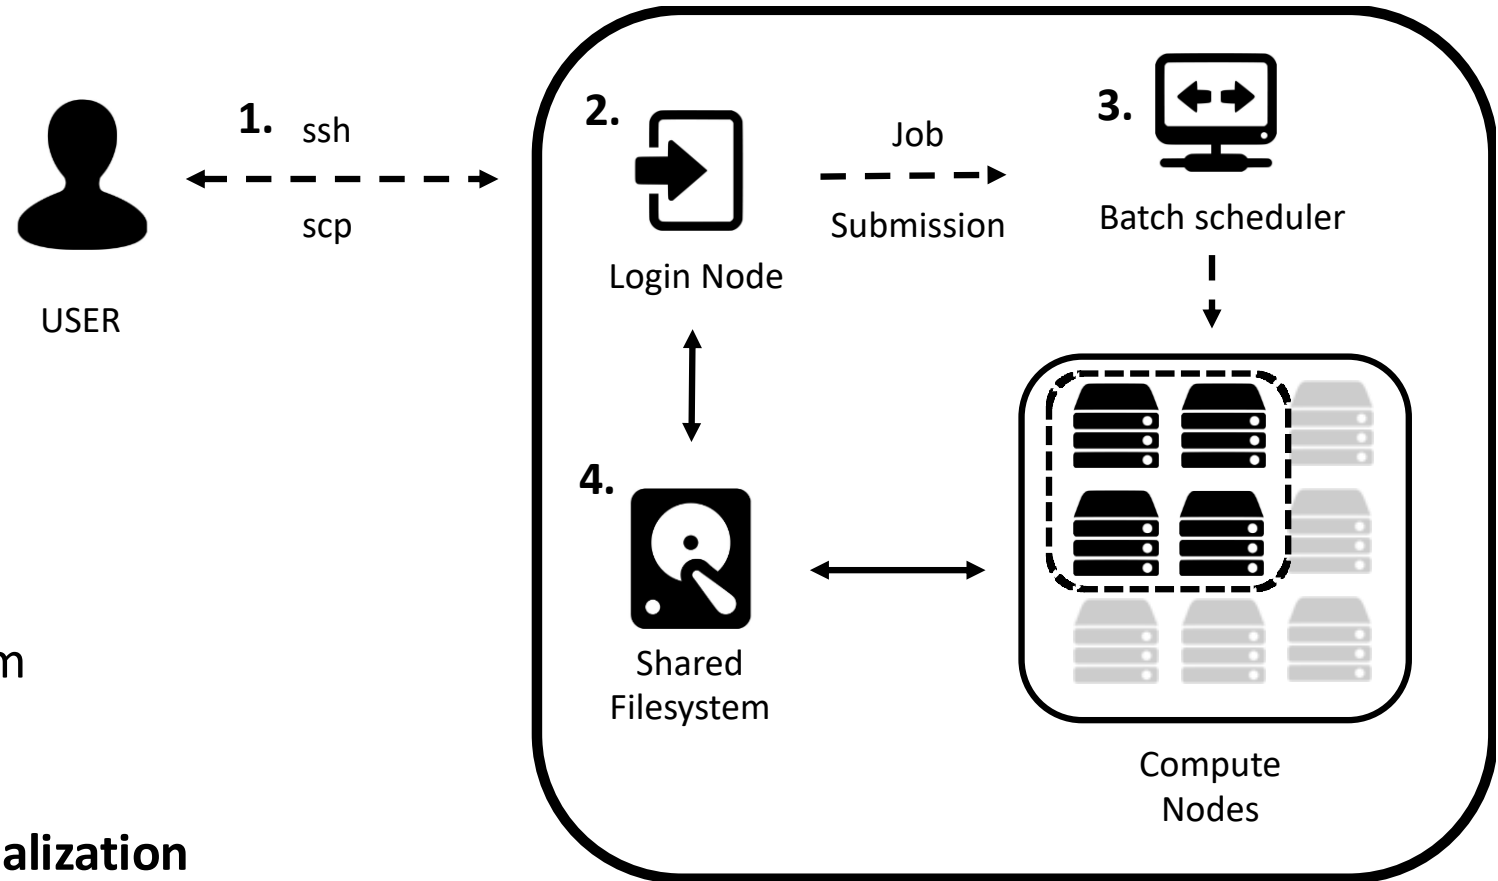 1. ssh
scp
USER
2.
Login Node
Job
Submission
3.
Batch scheduler
4.
Shared
Filesystem
Compute
Nodes
m
alization